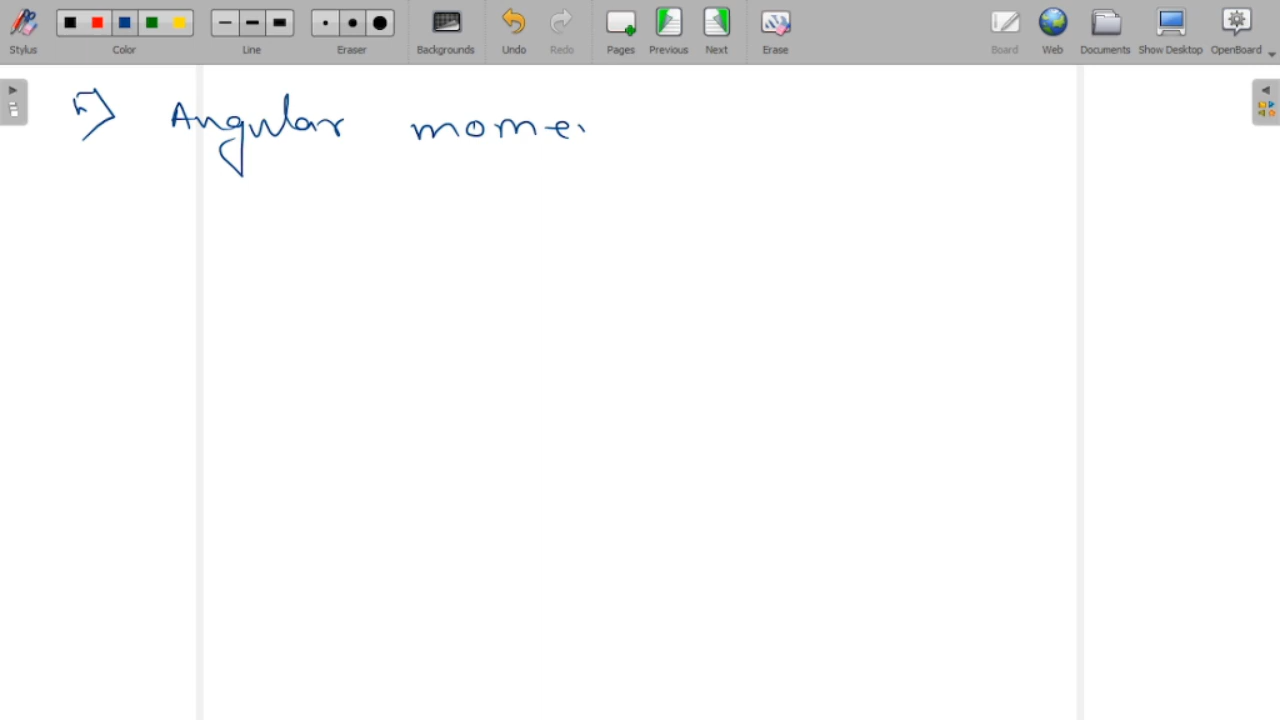 Stylus
Color
Line
Eraser
Backgrounds
Undo
Redo
Pages
Previous
Next
Erase
Board
Web
Documents
Show Desktop
OpenBoard
Angular mome